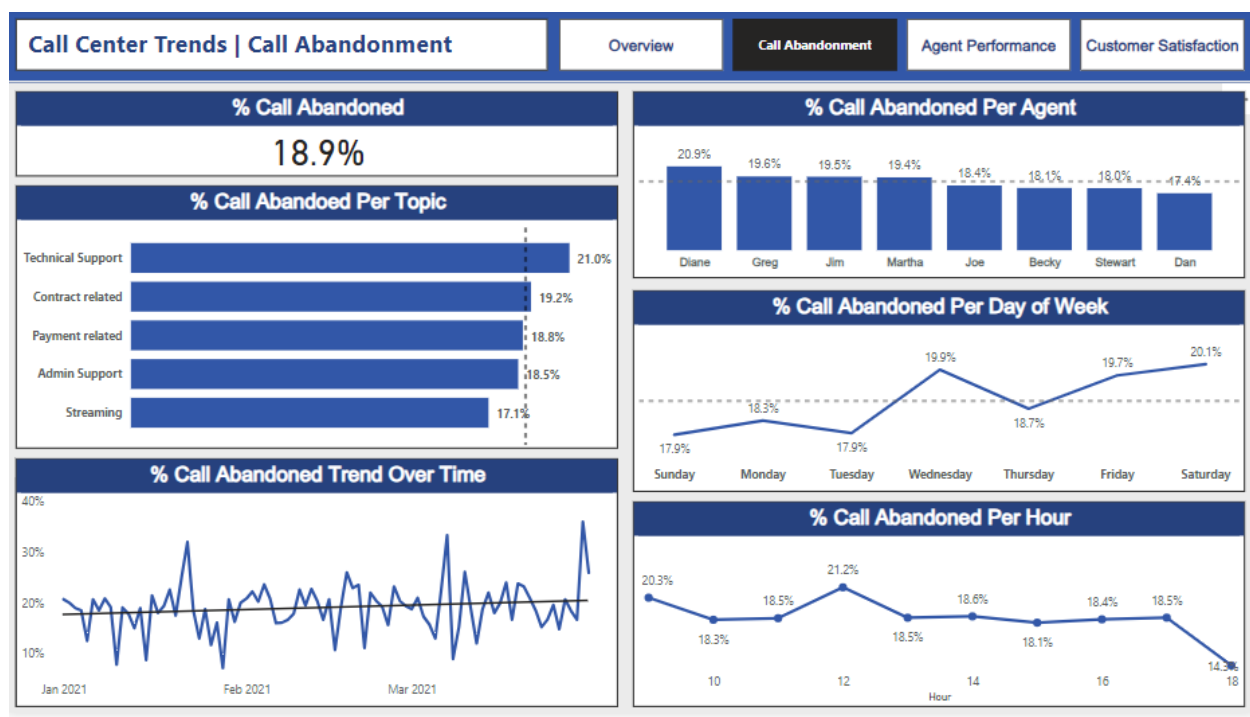 Call Center Trends | Call Abandonment
Overview
Call Abandonment
Agent Performance
Customer Satisfaction
% Call Abandoned
18.9%
% Call Abandoed Per Topic
Technical Support 21.0%
Contract related 19.2%
Payment related 18.8%
Admin Support 18.5%
Streaming 17.1%
% Call Abandoned Trend Over Time
40%
30%
20%
10%
Jan 2021 Feb 2021 Mar 2021
% Call Abandoned Per Agent
20.9% 19.6% 19.5% 19.4% 18.4% 18.1% 18.0% 17.4%
Diane Greg Jim Martha Joe Becky Stewart Dan
% Call Abandoned Per Day of Week
17.9% 18.3% 17.9% 19.9% 18.7% 19.7% 20.1%
Sunday Monday Tuesday Wednesday Thursday Friday Saturday
% Call Abandoned Per Hour
20.3% 18.3% 18.5% 21.2% 18.5% 18.6% 18.1% 18.4% 18.5%
10 12 14 16 18
Hour